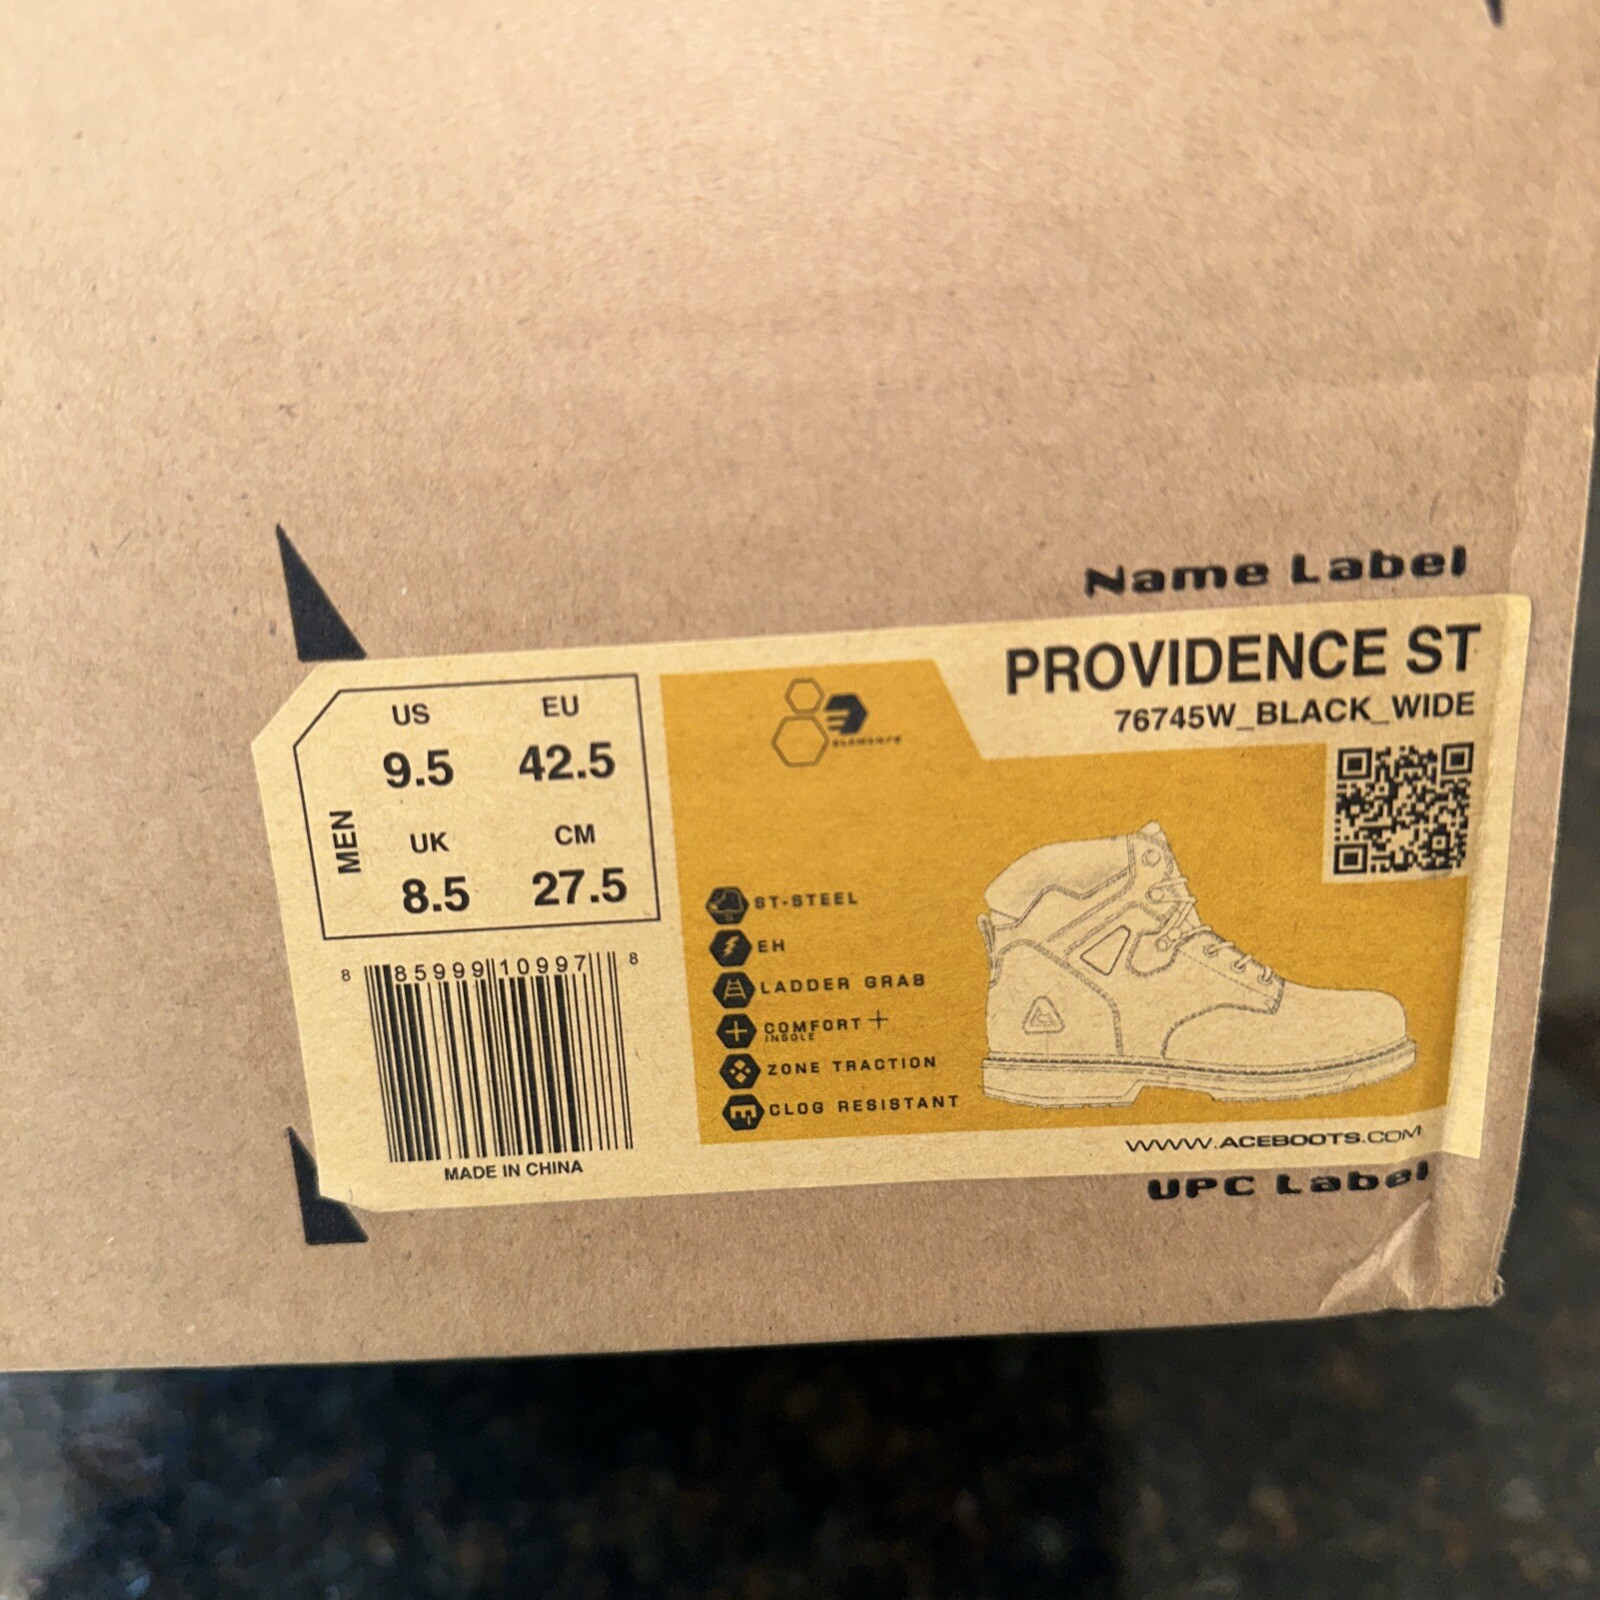 Name Label
PROVIDENCE ST
76745W_BLACK_WIDE
US EU
9.5 42.5
MEN
UK CM
8.5 27.5
ELEMENTS
ST-STEEL
EH
LADDER GRAB
COMFORT+
INSOLE
ZONE TRACTION
CLOG RESISTANT
8 85999 10997 8
MADE IN CHINA
WWW.ACEBOOTS.COM
UPC Label